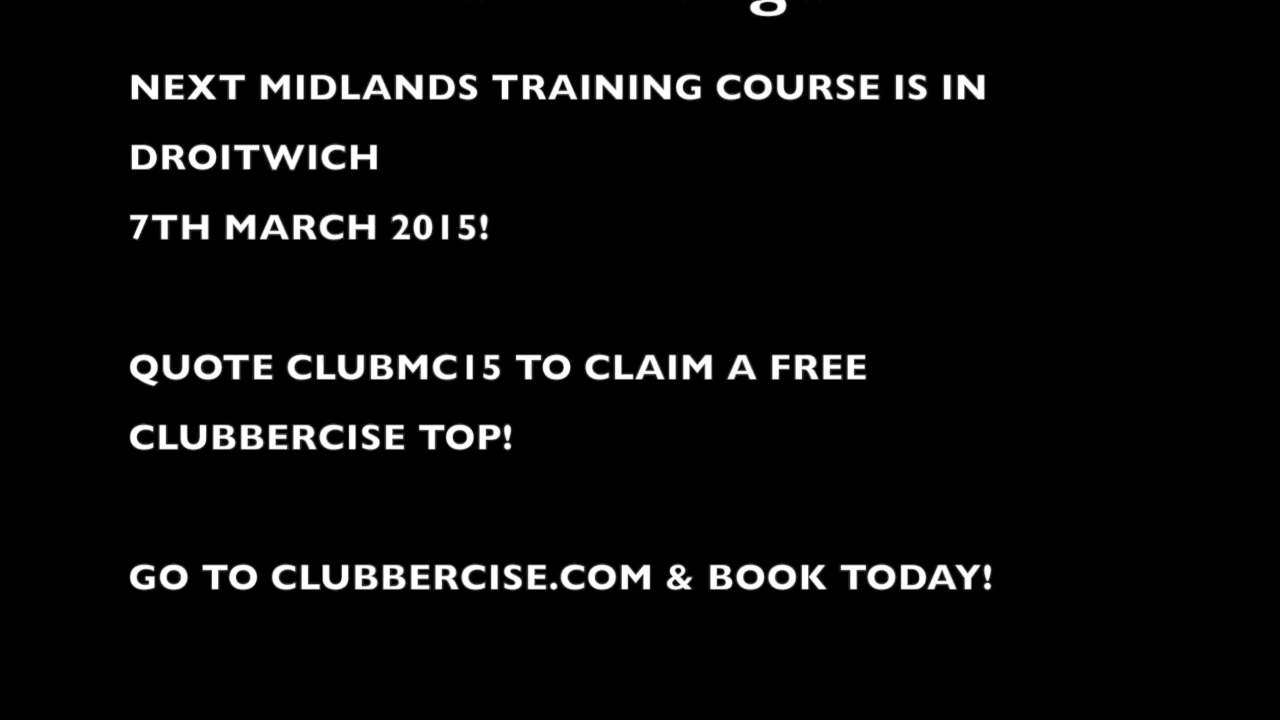 NEXT MIDLANDS TRAINING COURSE IS IN
DROITWICH
7TH MARCH 2015!
QUOTE CLUBMC15 TO CLAIM A FREE
CLUBBERCISE TOP!
GO TO CLUBBERCISE.COM & BOOK TODAY!